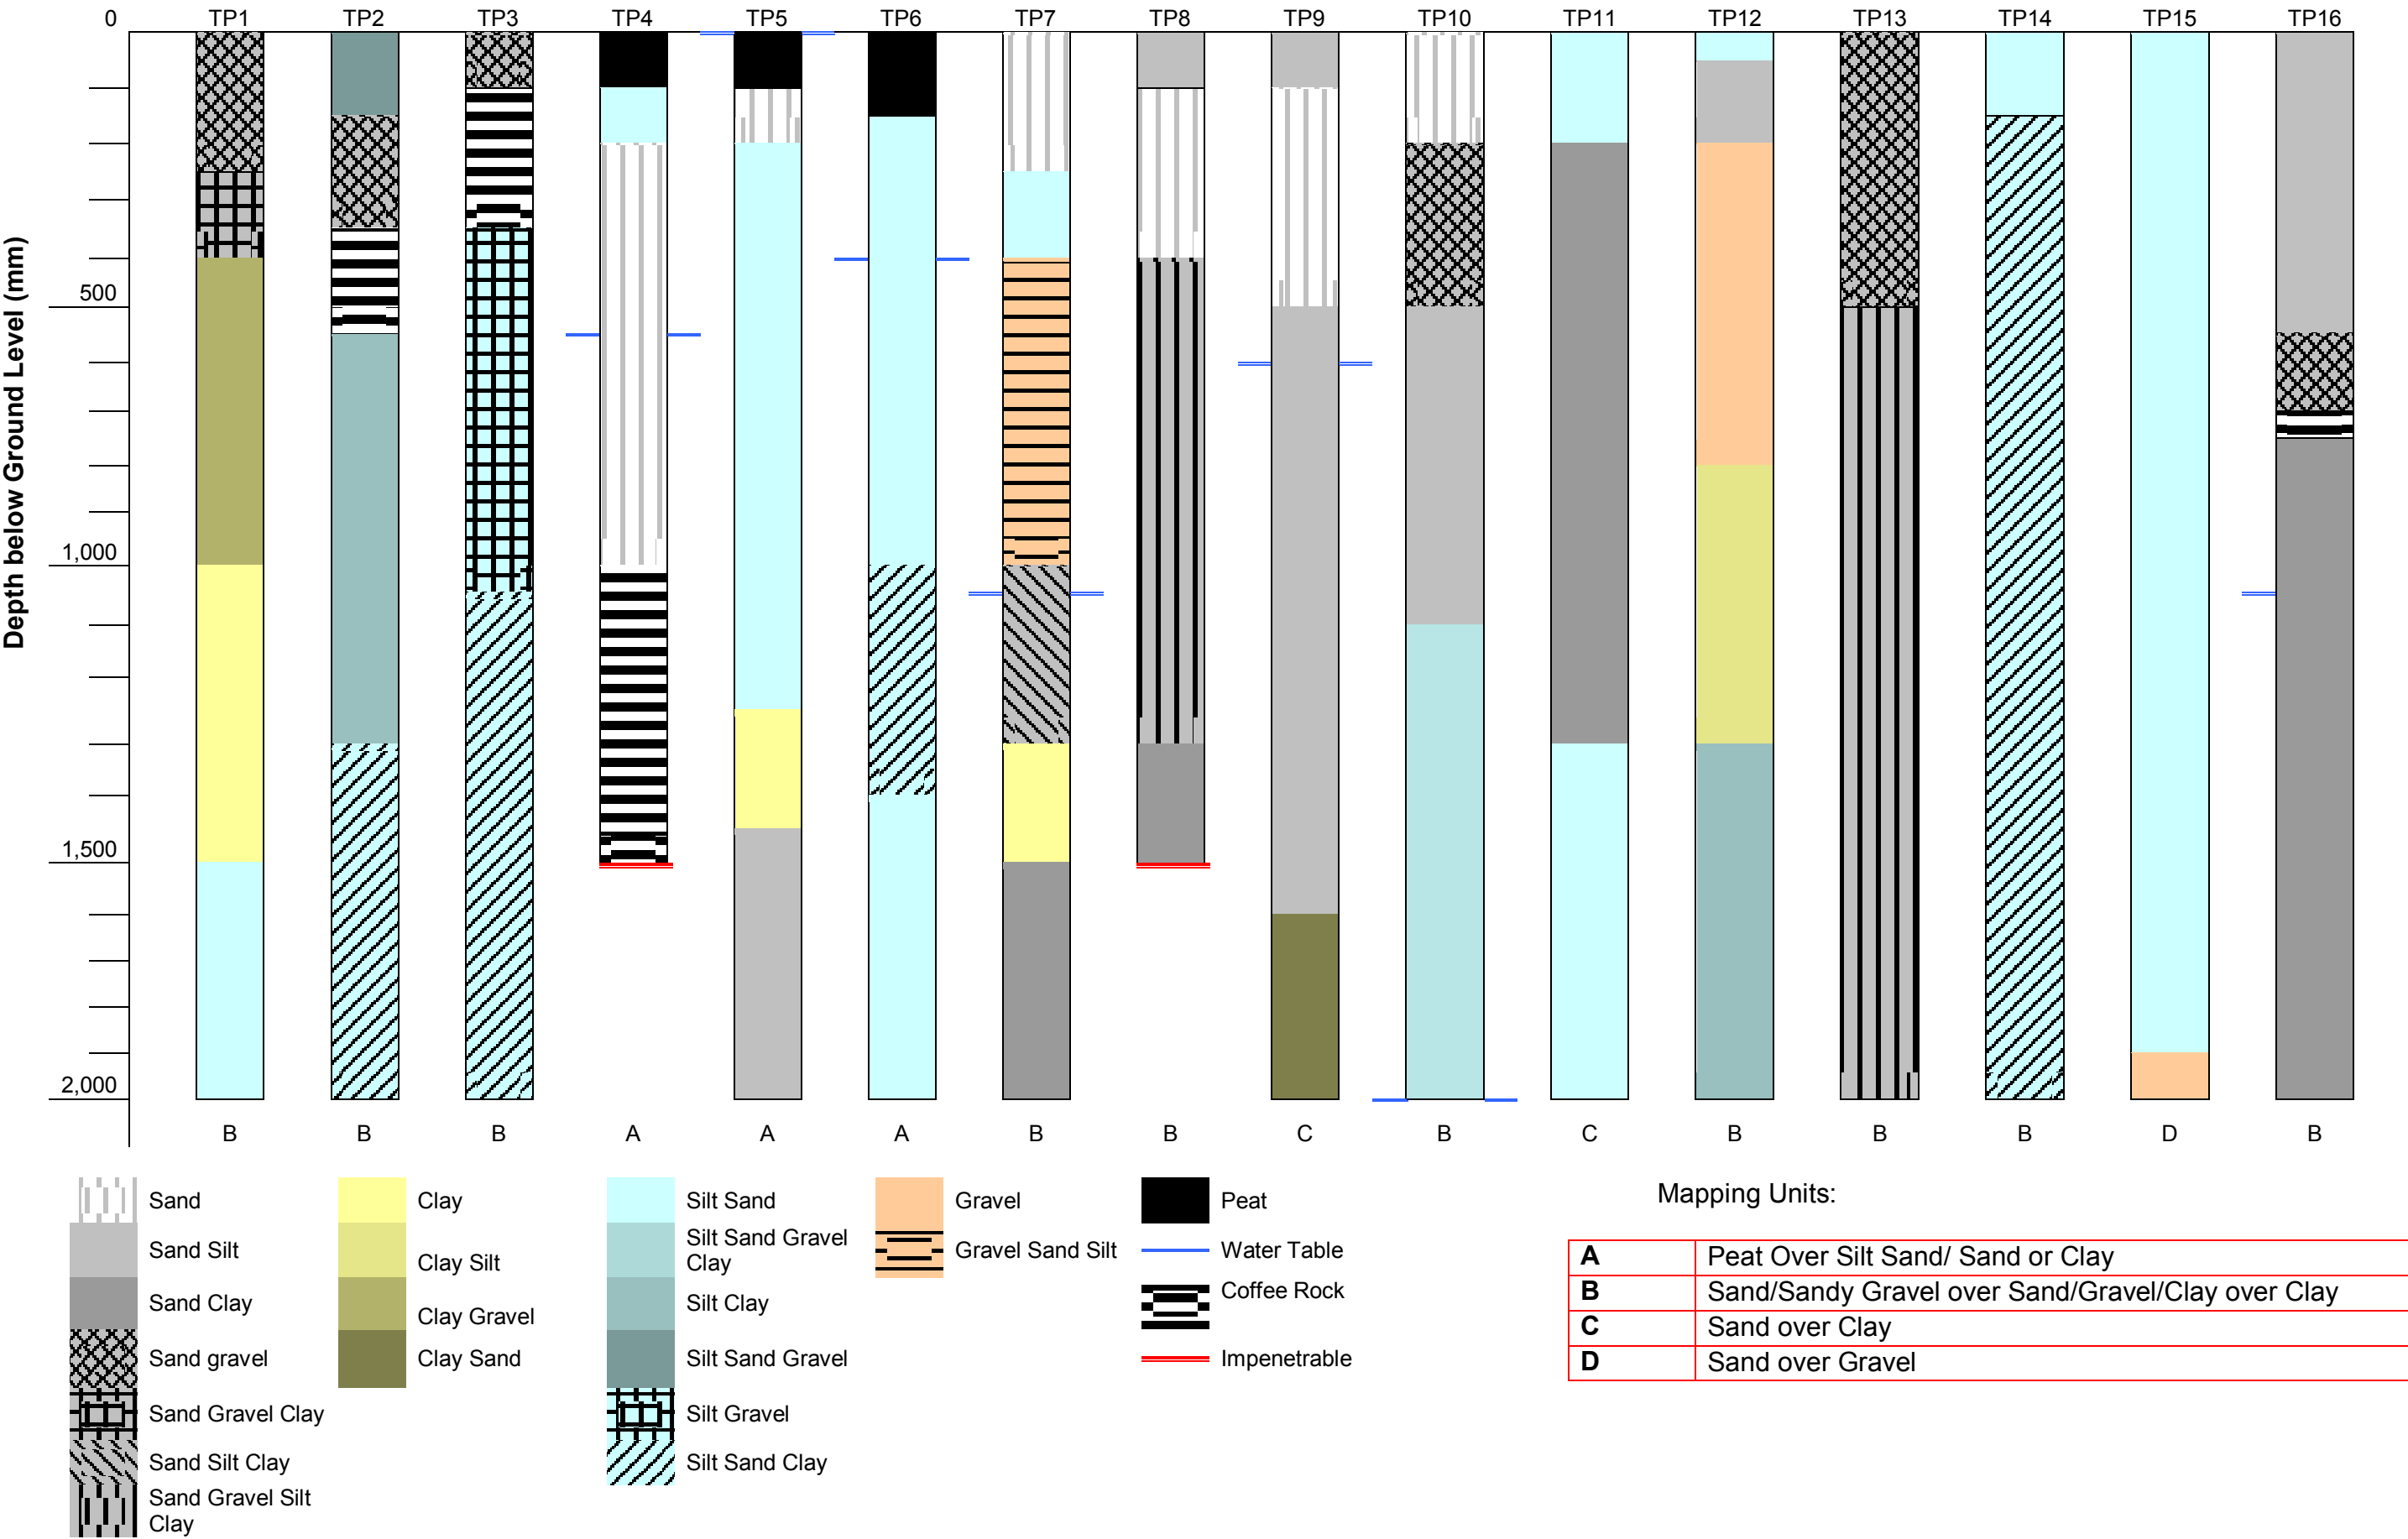 0 TP1 TP2 TP3 TP4 TP5 TP6 TP7 TP8 TP9 TP10 TP11 TP12 TP13 TP14 TP15 TP16
Depth below Ground Level (mm)
500
1,000
1,500
2,000
B B B A A A B B C B C B B B D B
Sand
Sand Silt
Sand Clay
Sand gravel
Sand Gravel Clay
Sand Silt Clay
Sand Gravel Silt
Clay
Clay
Clay Silt
Clay Gravel
Clay Sand
Silt Sand
Silt Sand Gravel
Clay
Silt Clay
Silt Sand Gravel
Silt Gravel
Silt Sand Clay
Gravel
Gravel Sand Silt
Peat
Water Table
Coffee Rock
Impenetrable
Mapping Units:
A Peat Over Silt Sand/ Sand or Clay
B Sand/Sandy Gravel over Sand/Gravel/Clay over Clay
C Sand over Clay
D Sand over Gravel